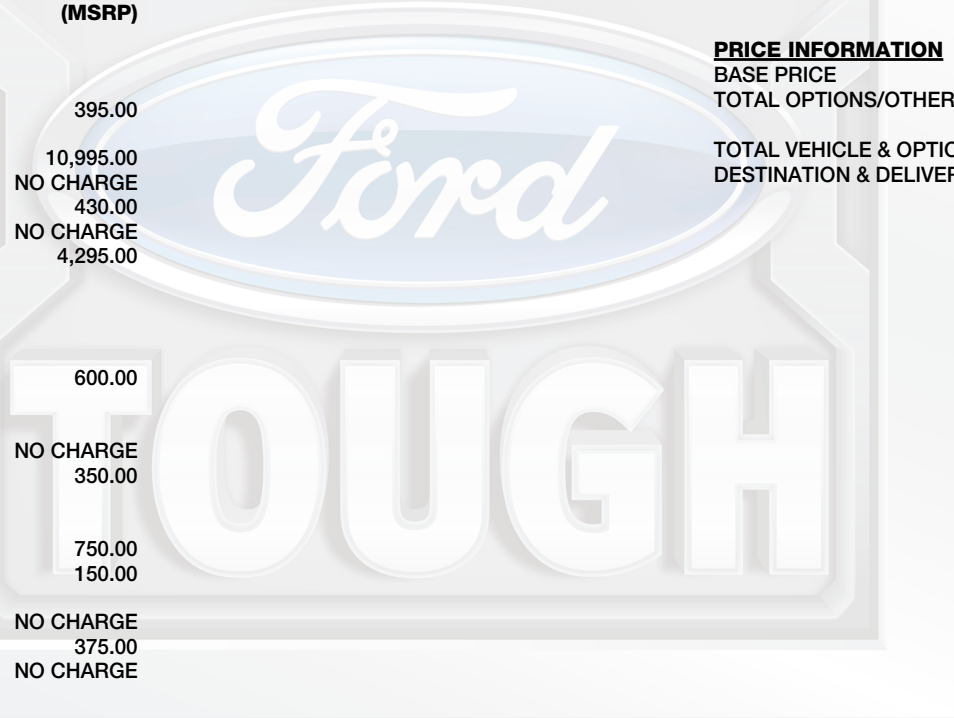 (MSRP)
395.00
10,995.00
NO CHARGE
430.00
NO CHARGE
4,295.00
600.00
NO CHARGE
350.00
750.00
150.00
NO CHARGE
375.00
NO CHARGE
PRICE INFORMATION
BASE PRICE
TOTAL OPTIONS/OTHER
TOTAL VEHICLE & OPTIO
DESTINATION & DELIVER
Ford
TOUGH